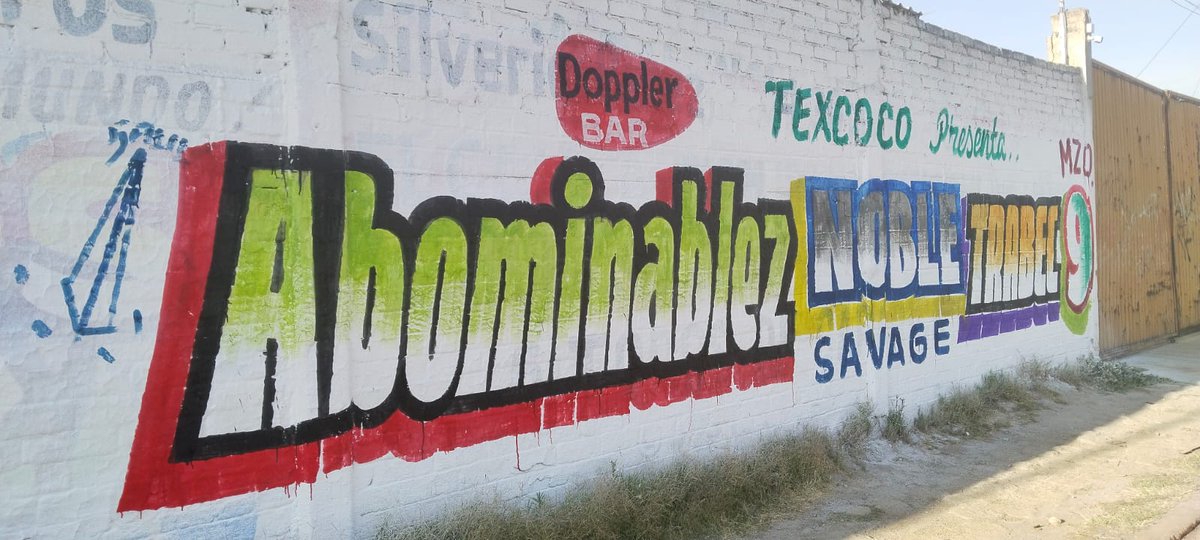 Doppler
BAR
TEXCOCO Presenta..
Abominablez
NOBLE
SAVAGE
TRABEL
MZO.
9